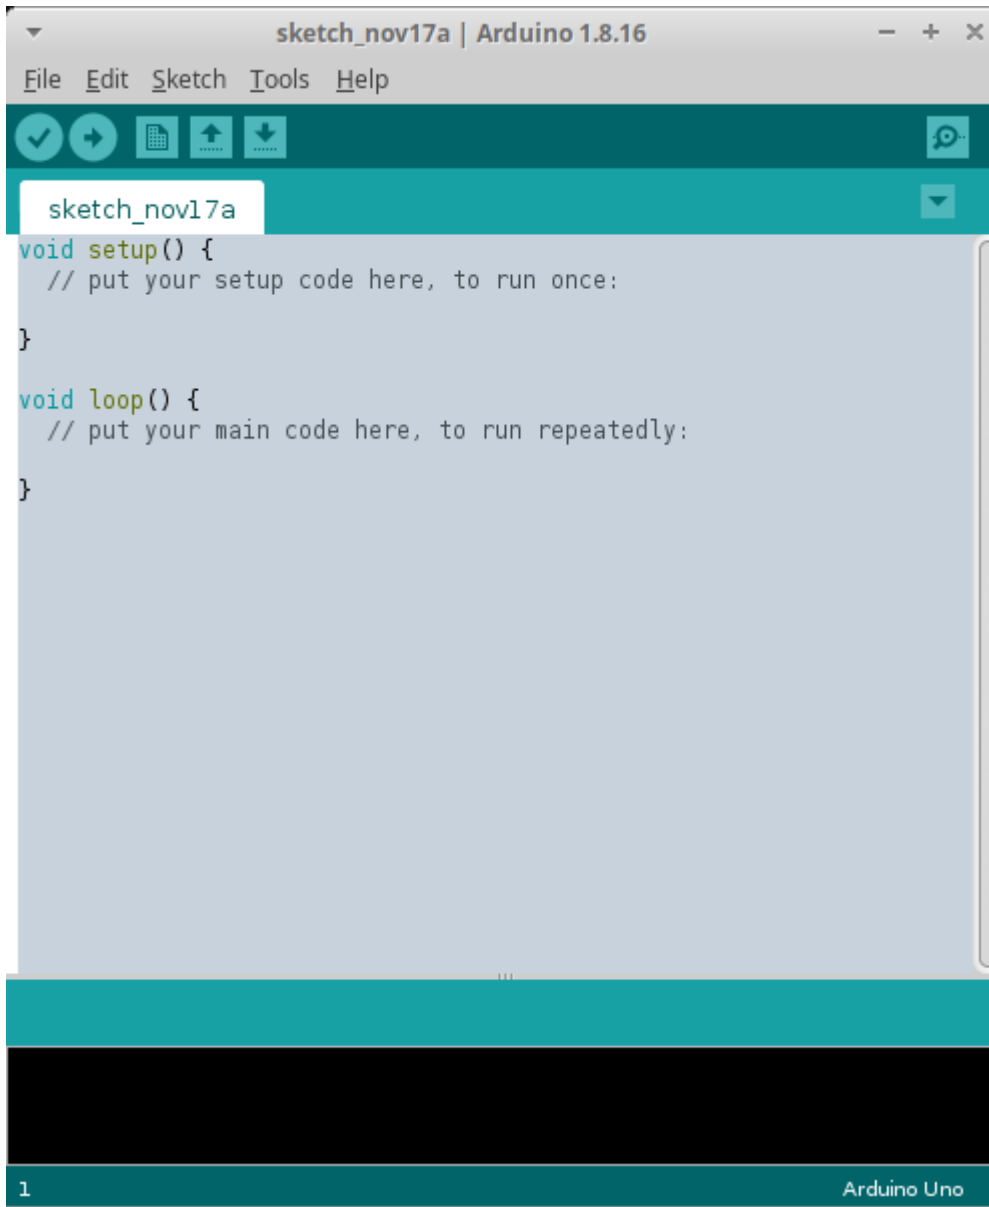 sketch_nov17a | Arduino 1.8.16
File Edit Sketch Tools Help
sketch_nov17a
void setup() {
  // put your setup code here, to run once:

}

void loop() {
  // put your main code here, to run repeatedly:

}
1 Arduino Uno